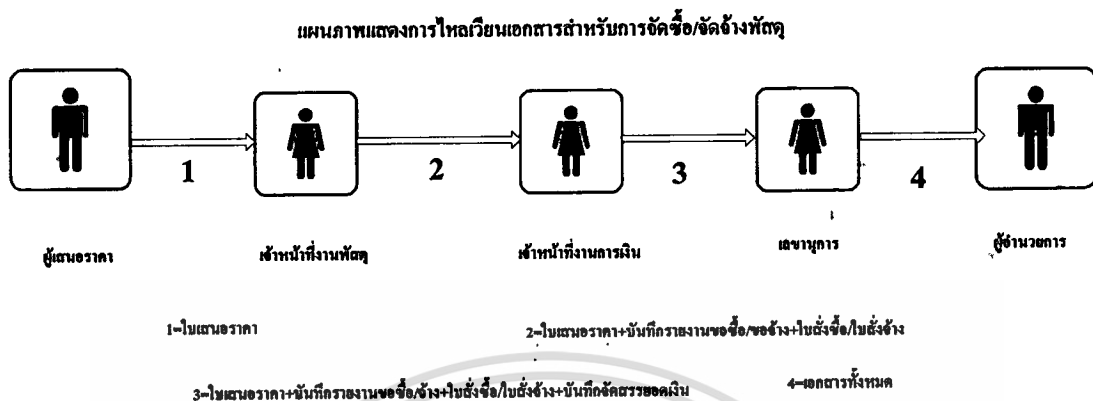 แผนภาพแสดงการไหลเวียนเอกสารสำหรับการจัดซื้อ/จัดจ้างพัสดุ
1 2 3 4
ผู้เสนอราคา เจ้าหน้าที่งานพัสดุ เจ้าหน้าที่งานการเงิน เลขานุการ ผู้อำนวยการ
1=ใบเสนอราคา 2=ใบเสนอราคา+บันทึกรายงานขอซื้อ/ขอจ้าง+ใบสั่งซื้อ/ใบสั่งจ้าง
3=ใบเสนอราคา+บันทึกรายงานขอซื้อ/จ้าง+ใบสั่งซื้อ/ใบสั่งจ้าง+บันทึกจัดสรรยอดเงิน 4=เอกสารทั้งหมด